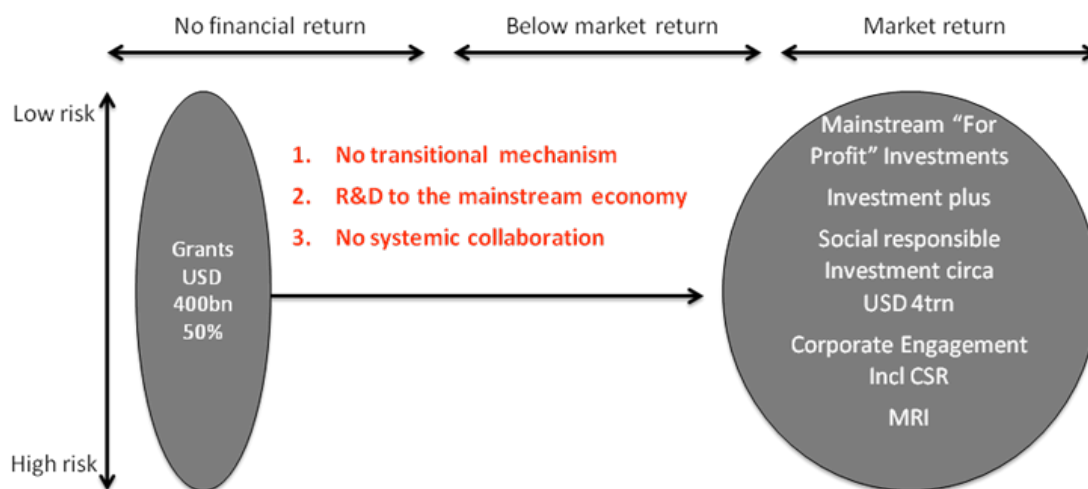 No financial return
Below market return
Market return
Low risk
High risk
1. No transitional mechanism
2. R&D to the mainstream economy
3. No systemic collaboration
Grants
USD
400bn
50%
Mainstream “For
Profit” Investments
Investment plus
Social responsible
Investment circa
USD 4trn
Corporate Engagement
Incl CSR
MRI